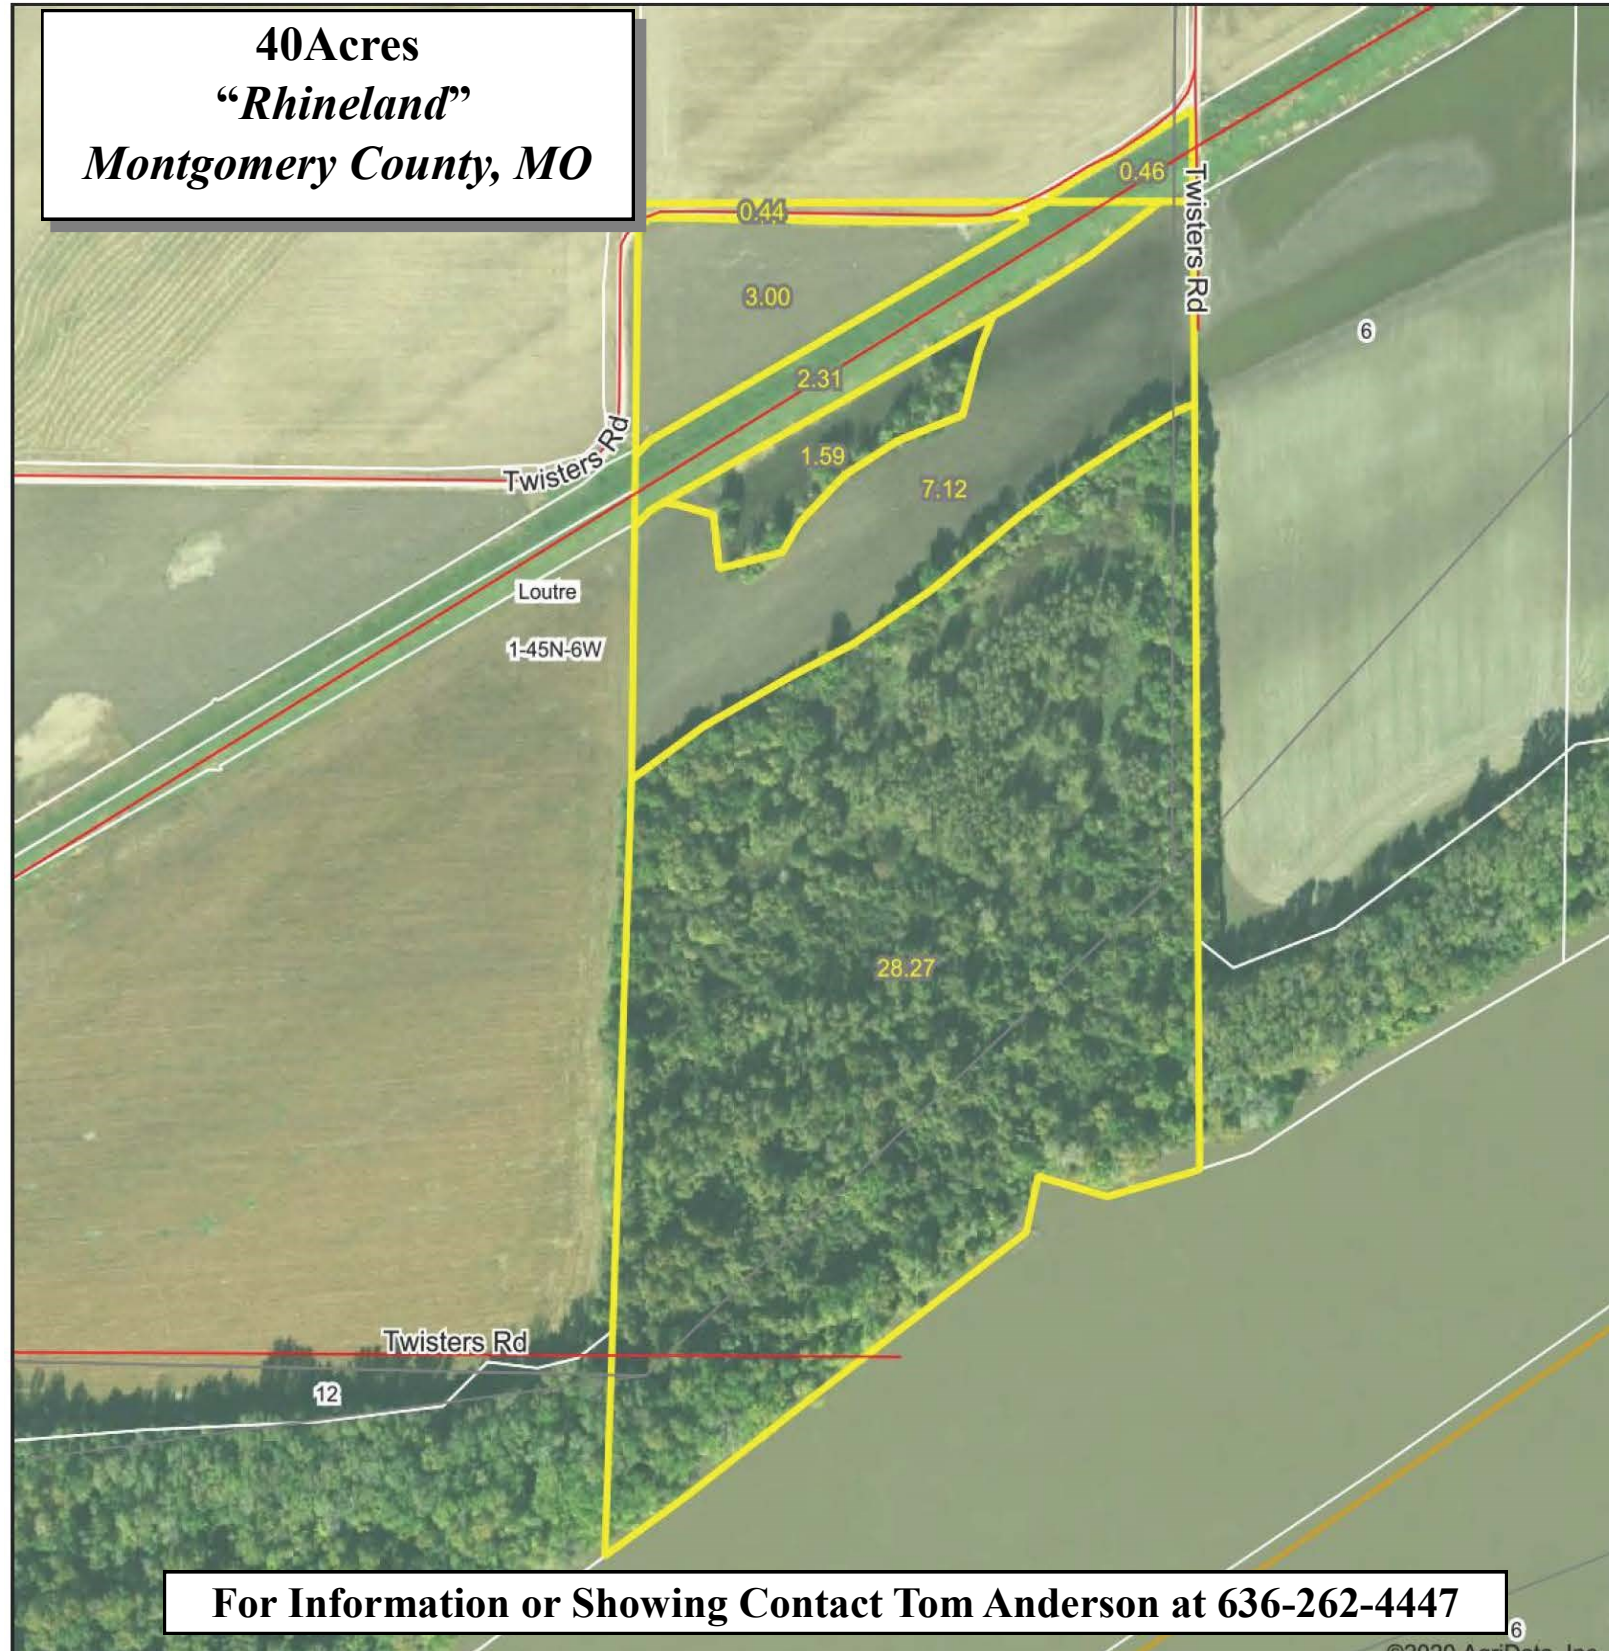 40Acres
“Rhineland”
Montgomery County, MO
0.46
0.44
Twisters Rd
3.00
6
2.31
1.59
Twisters Rd
7.12
Loutre
1-45N-6W
28.27
Twisters Rd
12
For Information or Showing Contact Tom Anderson at 636-262-4447
6